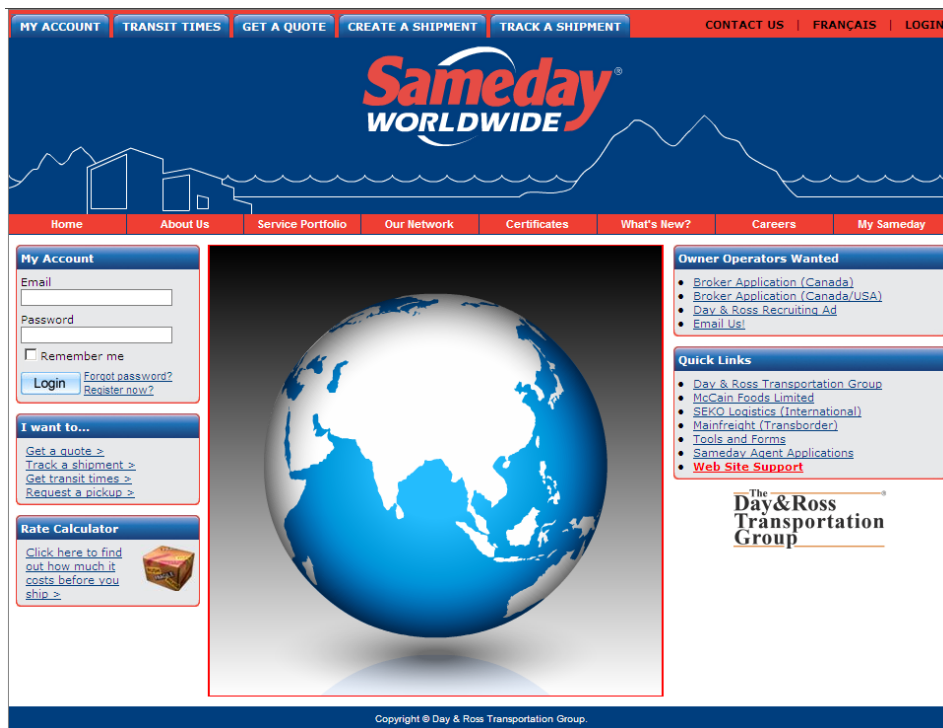 MY ACCOUNT
TRANSIT TIMES
GET A QUOTE
CREATE A SHIPMENT
TRACK A SHIPMENT
CONTACT US | FRANÇAIS | LOGIN
Sameday®
WORLDWIDE
Home
About Us
Service Portfolio
Our Network
Certificates
What's New?
Careers
My Sameday
My Account
Email
Password
Remember me
Login
Forgot password?
Register now?
I want to...
Get a quote >
Track a shipment >
Get transit times >
Request a pickup >
Rate Calculator
Click here to find
out how much it
costs before you
ship >
Owner Operators Wanted
Broker Application (Canada)
Broker Application (Canada/USA)
Day & Ross Recruiting Ad
Email Us!
Quick Links
Day & Ross Transportation Group
McCain Foods Limited
SEKO Logistics (International)
Mainfreight (Transborder)
Tools and Forms
Sameday Agent Applications
Web Site Support
The
Day&Ross
Transportation
Group
Copyright © Day & Ross Transportation Group.